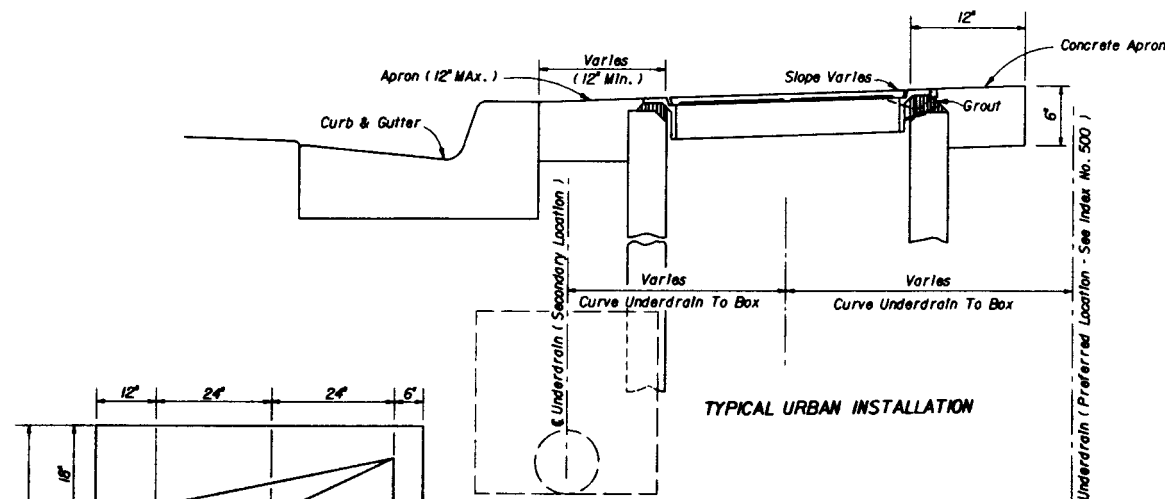 12"
Concrete Apron
Varies
(12" Min.)
Apron (12" MAx.)
Slope Varies
Grout
6"
Curb & Gutter
℄ Underdrain (Secondary Location)
Underdrain (Preferred Location - See Index No. 500)
Varies
Curve Underdrain To Box
Varies
Curve Underdrain To Box
12"
24"
24"
6"
18"
TYPICAL URBAN INSTALLATION